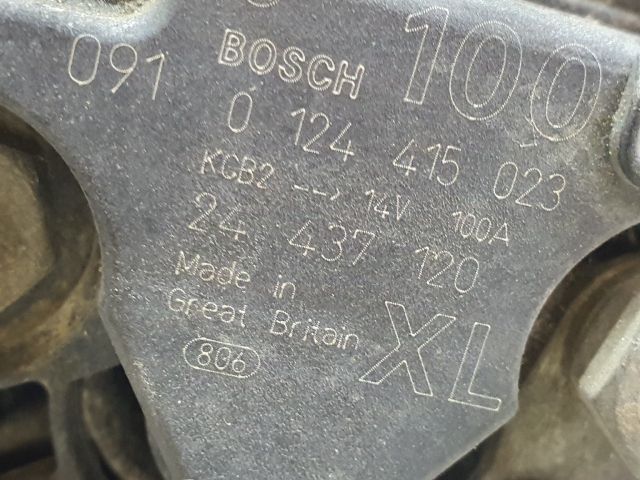 091 BOSCH 100
0 124 415 023
KCB2 --> 14V 100A
24 437 120
Made in
Great Britain
806 XL